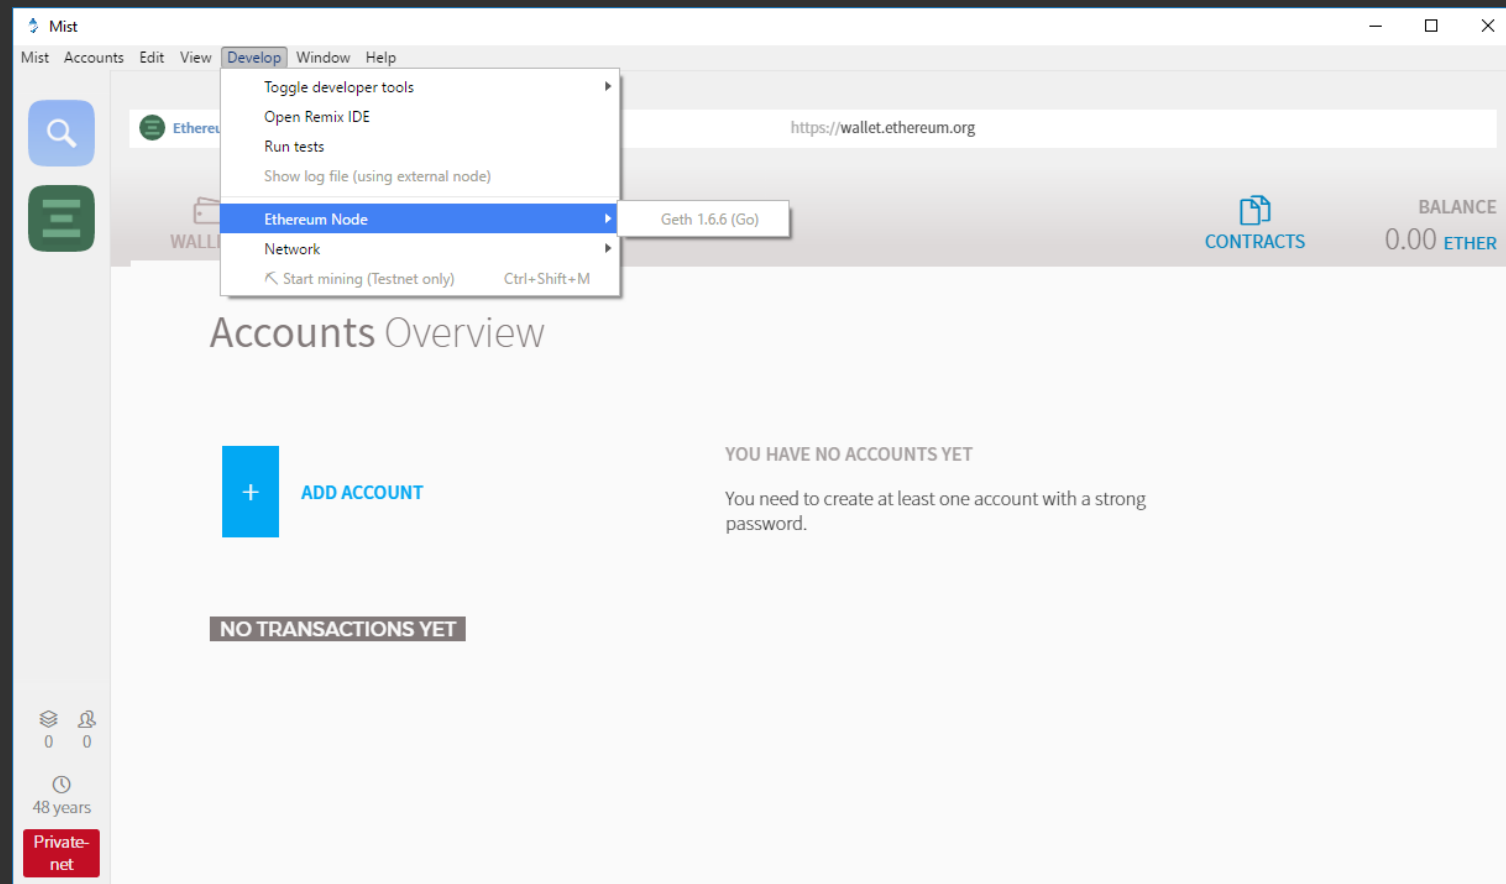 Mist
Mist Accounts Edit View Develop Window Help
Toggle developer tools
Open Remix IDE
Run tests
Show log file (using external node)
Ethereum Node
Geth 1.6.6 (Go)
Network
Start mining (Testnet only) Ctrl+Shift+M
https://wallet.ethereum.org
CONTRACTS
BALANCE
0.00 ETHER
Accounts Overview
ADD ACCOUNT
YOU HAVE NO ACCOUNTS YET
You need to create at least one account with a strong
password.
NO TRANSACTIONS YET
0 0
48 years
Private-
net